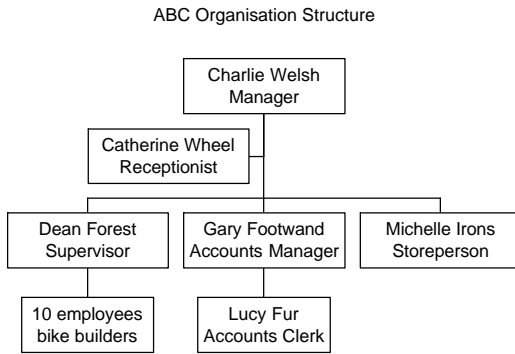 ABC Organisation Structure
Charlie Welsh
Manager
Catherine Wheel
Receptionist
Dean Forest
Supervisor
Gary Footwand
Accounts Manager
Michelle Irons
Storeperson
10 employees
bike builders
Lucy Fur
Accounts Clerk